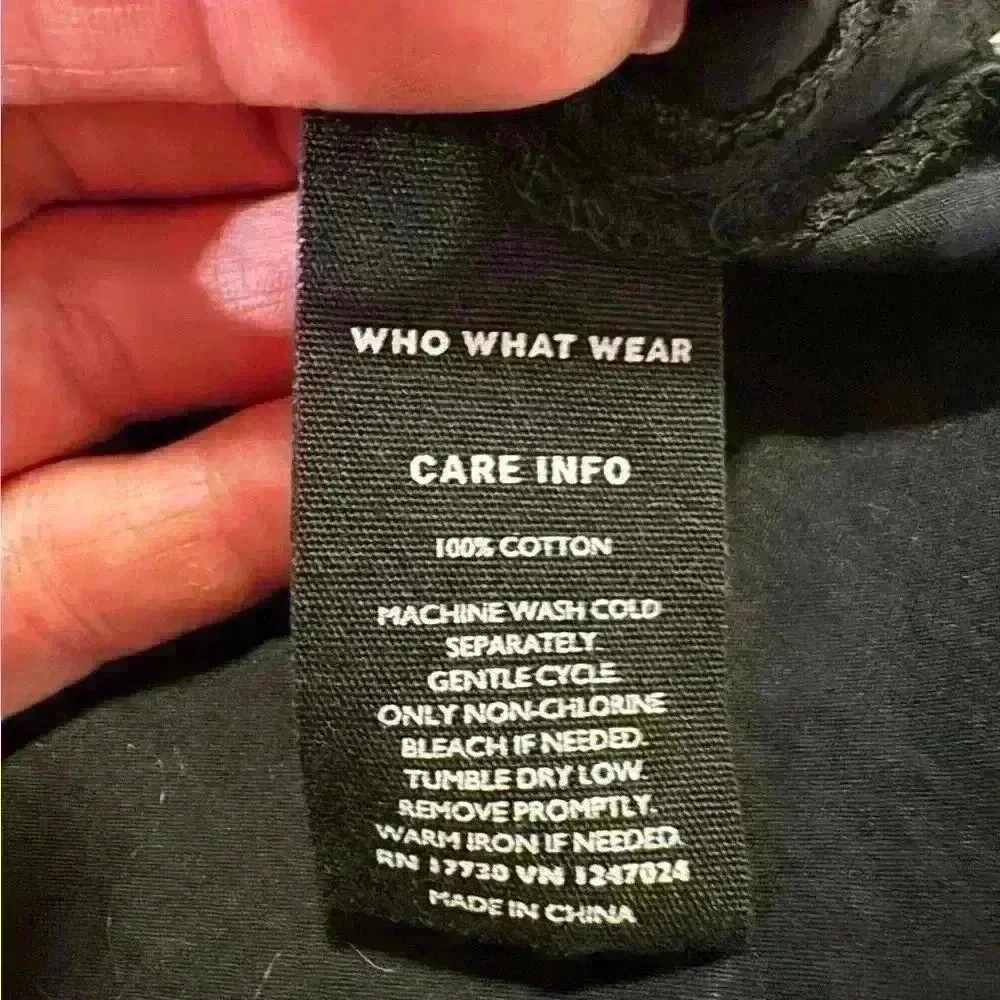 WHO WHAT WEAR
CARE INFO
100% COTTON
MACHINE WASH COLD
SEPARATELY.
GENTLE CYCLE.
ONLY NON-CHLORINE
BLEACH IF NEEDED.
TUMBLE DRY LOW.
REMOVE PROMPTLY.
WARM IRON IF NEEDED.
RN 17730 VN 1247024
MADE IN CHINA